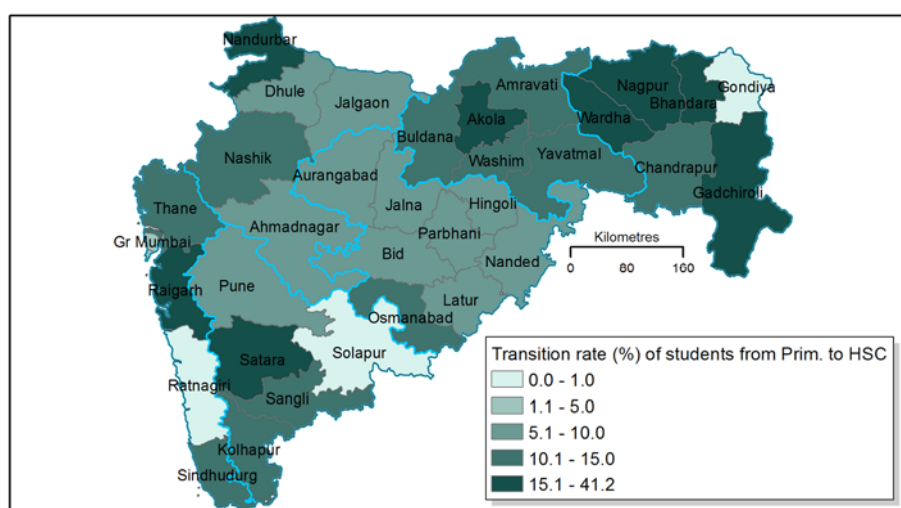 Nandurbar
Dhule
Jalgaon
Amravati
Nagpur
Gondiya
Bhandara
Akola
Wardha
Buldana
Nashik
Washim
Yavatmal
Chandrapur
Aurangabad
Gadchiroli
Thane
Jalna
Hingoli
Ahmadnagar
Parbhani
Gr Mumbai
Bid
Nanded
Kilometres
0 80 160
Raigarh
Pune
Latur
Osmanabad
Solapur
Satara
Ratnagiri
Sangli
Kolhapur
Sindhudurg
Transition rate (%) of students from Prim. to HSC
0.0 - 1.0
1.1 - 5.0
5.1 - 10.0
10.1 - 15.0
15.1 - 41.2